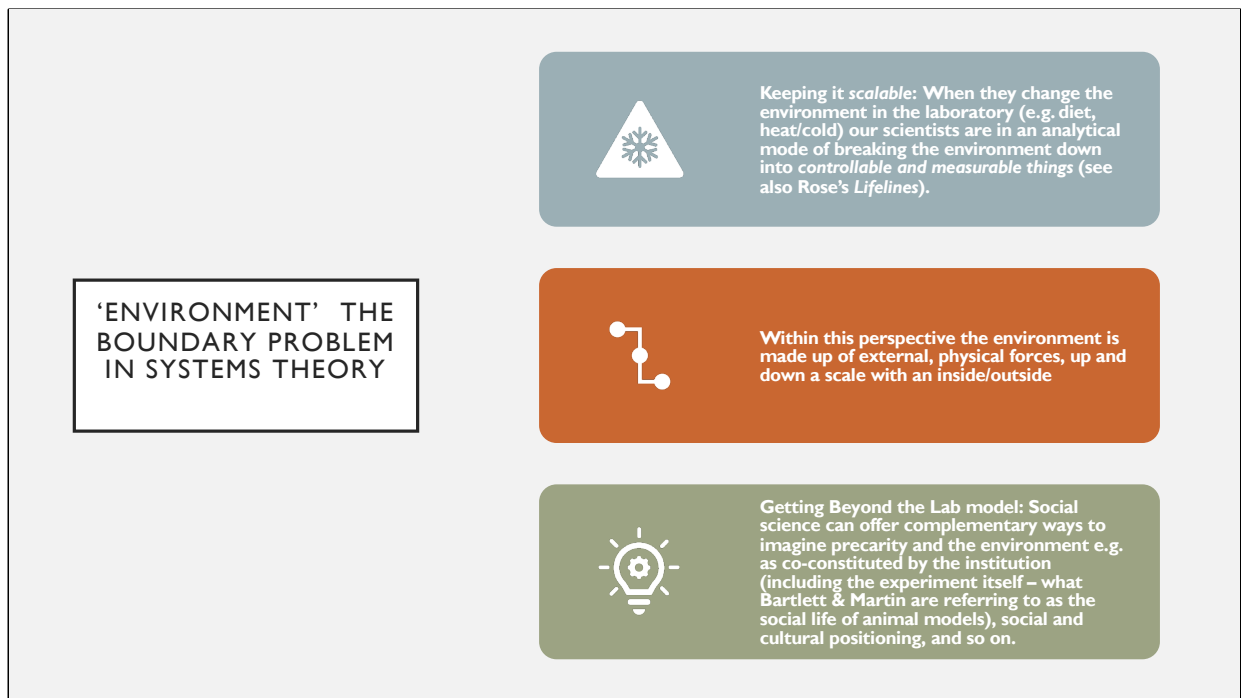 ‘ENVIRONMENT’ THE
BOUNDARY PROBLEM
IN SYSTEMS THEORY
Keeping it scalable: When they change the
environment in the laboratory (e.g. diet,
heat/cold) our scientists are in an analytical
mode of breaking the environment down
into controllable and measurable things (see
also Rose’s Lifelines).
Within this perspective the environment is
made up of external, physical forces, up and
down a scale with an inside/outside
Getting Beyond the Lab model: Social
science can offer complementary ways to
imagine precarity and the environment e.g.
as co-constituted by the institution
(including the experiment itself – what
Bartlett & Martin are referring to as the
social life of animal models), social and
cultural positioning, and so on.